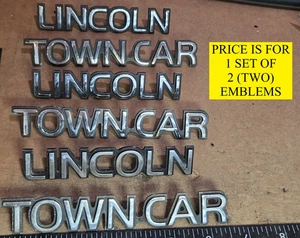 LINCOLN
TOWN CAR
LINCOLN
TOWN CAR
LINCOLN
TOWN CAR
PRICE IS FOR
1 SET OF
2 (TWO)
EMBLEMS